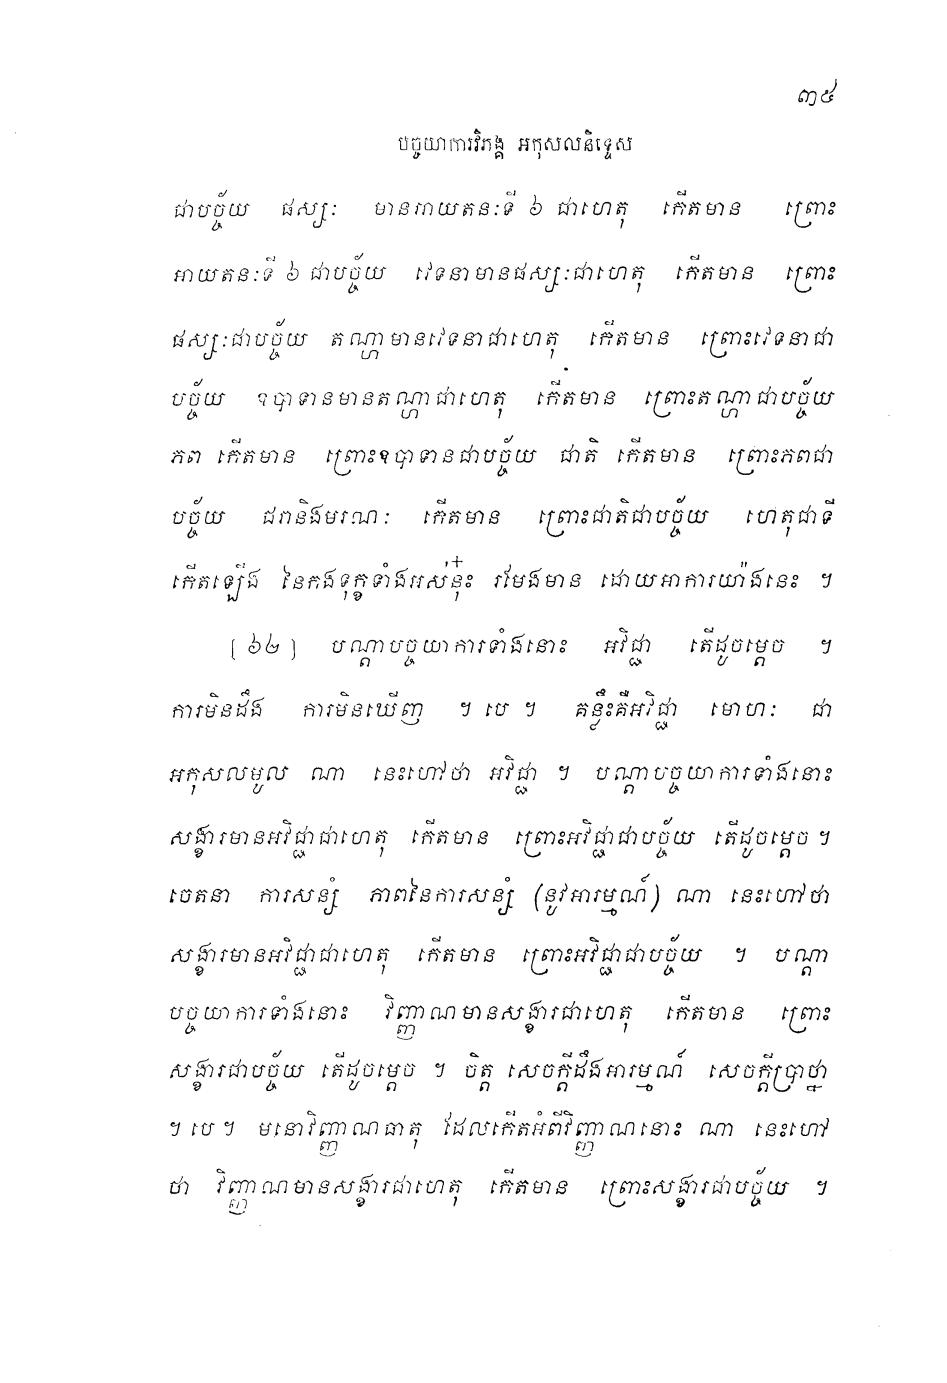 ៣៥
បច្ចយាការវិភង្គ អកុសលនិទ្ទេស
ជាបច្ច័យ ផស្សៈ មានអាយតនៈទី ៦ ជាហេតុ កើតមាន ព្រោះ
អាយតនៈទី ៦ ជាបច្ច័យ វេទនាមានផស្សៈជាហេតុ កើតមាន ព្រោះ
ផស្សៈជាបច្ច័យ តណ្ហាមានវេទនាជាហេតុ កើតមាន ព្រោះវេទនាជា
បច្ច័យ ឧបាទានមានតណ្ហាជាហេតុ កើតមាន ព្រោះតណ្ហាជាបច្ច័យ
ភព កើតមាន ព្រោះឧបាទានជាបច្ច័យ ជាតិ កើតមាន ព្រោះភពជា
បច្ច័យ ជរានិងមរណៈ កើតមាន ព្រោះជាតិជាបច្ច័យ ហេតុជាទី
កើតឡើង នៃកងទុក្ខទាំងអស់នុ៎ះ រមែងមាន ដោយអាការយ៉ាងនេះ ។
[ ៦៤ ] បណ្តាបច្ចយាការទាំងនោះ អវិជ្ជា តើដូចម្តេច ។
ការមិនដឹង ការមិនឃើញ ។ បេ ។ គន្លឹះគឺអវិជ្ជា មោហៈ ជា
អកុសលមូល ណា នេះហៅថា អវិជ្ជា ។ បណ្តាបច្ចយាការទាំងនោះ
សង្ខារមានអវិជ្ជាជាហេតុ កើតមាន ព្រោះអវិជ្ជាជាបច្ច័យ តើដូចម្តេច ។
ចេតនា ការសន្សំ ភាពនៃការសន្សំ (នូវអារម្មណ៍) ណា នេះហៅថា
សង្ខារមានអវិជ្ជាជាហេតុ កើតមាន ព្រោះអវិជ្ជាជាបច្ច័យ ។ បណ្តា
បច្ចយាការទាំងនោះ វិញ្ញាណមានសង្ខារជាហេតុ កើតមាន ព្រោះ
សង្ខារជាបច្ច័យ តើដូចម្តេច ។ ចិត្ត សេចក្តីដឹងអារម្មណ៍ សេចក្តីប្រាថ្នា
។ បេ ។ មនោវិញ្ញាណធាតុ ដែលកើតអំពីវិញ្ញាណនោះ ណា នេះហៅ
ថា វិញ្ញាណមានសង្ខារជាហេតុ កើតមាន ព្រោះសង្ខារជាបច្ច័យ ។